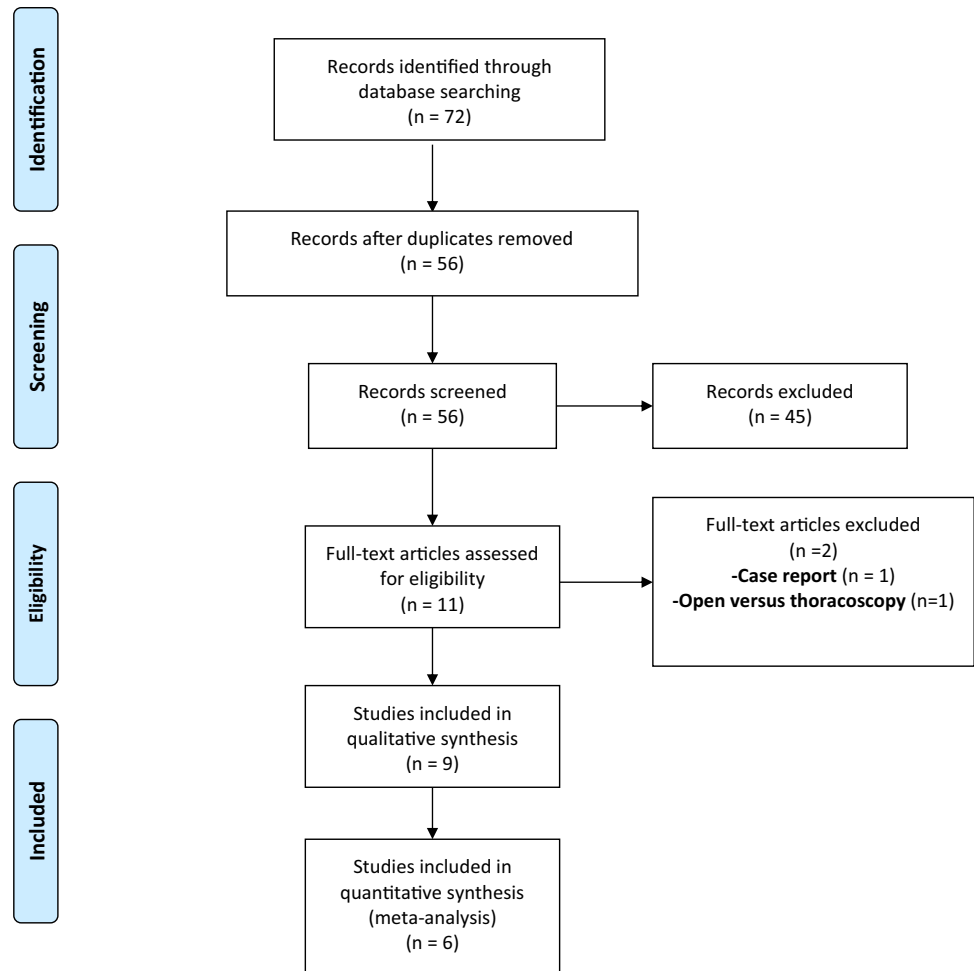 Identification
Records identified through
database searching
(n = 72)
Records after duplicates removed
(n = 56)
Screening
Records screened
(n = 56)
Records excluded
(n = 45)
Eligibility
Full-text articles assessed
for eligibility
(n = 11)
Full-text articles excluded
(n =2)
-Case report (n = 1)
-Open versus thoracoscopy (n=1)
Studies included in
qualitative synthesis
(n = 9)
Included
Studies included in
quantitative synthesis
(meta-analysis)
(n = 6)